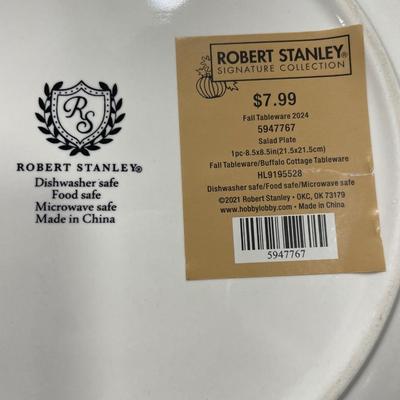 RS
ROBERT STANLEY®
Dishwasher safe
Food safe
Microwave safe
Made in China
ROBERT STANLEY®
SIGNATURE COLLECTION
$7.99
Fall Tableware 2024
5947767
Salad Plate
1pc-8.5x8.5in(21.5x21.5cm)
Fall Tableware/Buffalo Cottage Tableware
HL9195528
Dishwasher safe/Food safe/Microwave safe
©2021 Robert Stanley • OKC, OK 73179
www.hobbylobby.com • Made in China
5947767